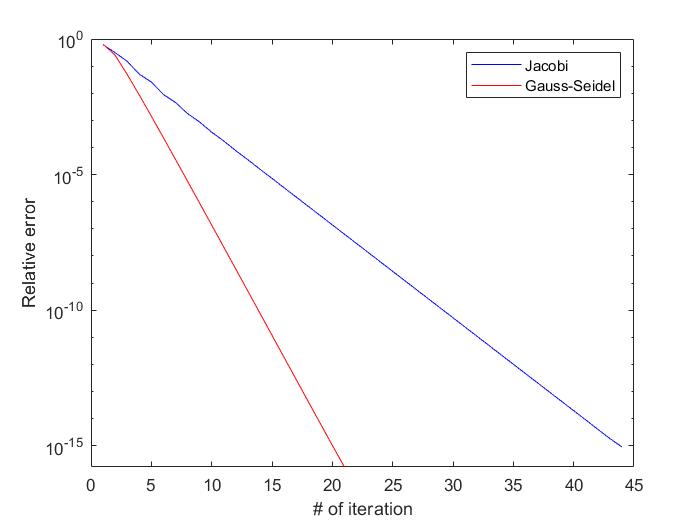 10^0
10^-5
10^-10
10^-15
Relative error
Jacobi
Gauss-Seidel
0 5 10 15 20 25 30 35 40 45
# of iteration